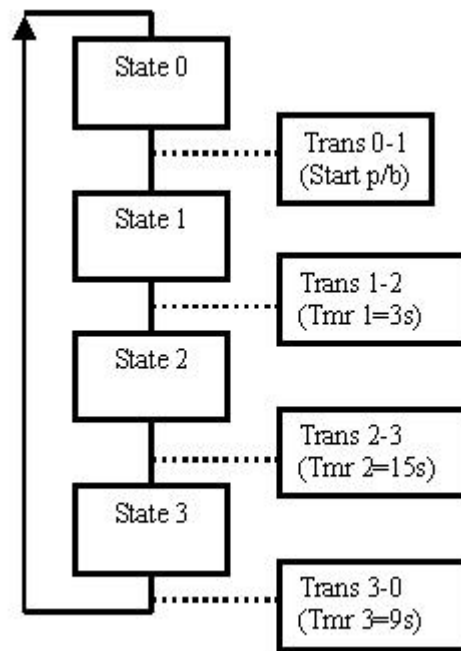 State 0
Trans 0-1
(Start p/b)
State 1
Trans 1-2
(Tmr 1=3s)
State 2
Trans 2-3
(Tmr 2=15s)
State 3
Trans 3-0
(Tmr 3=9s)